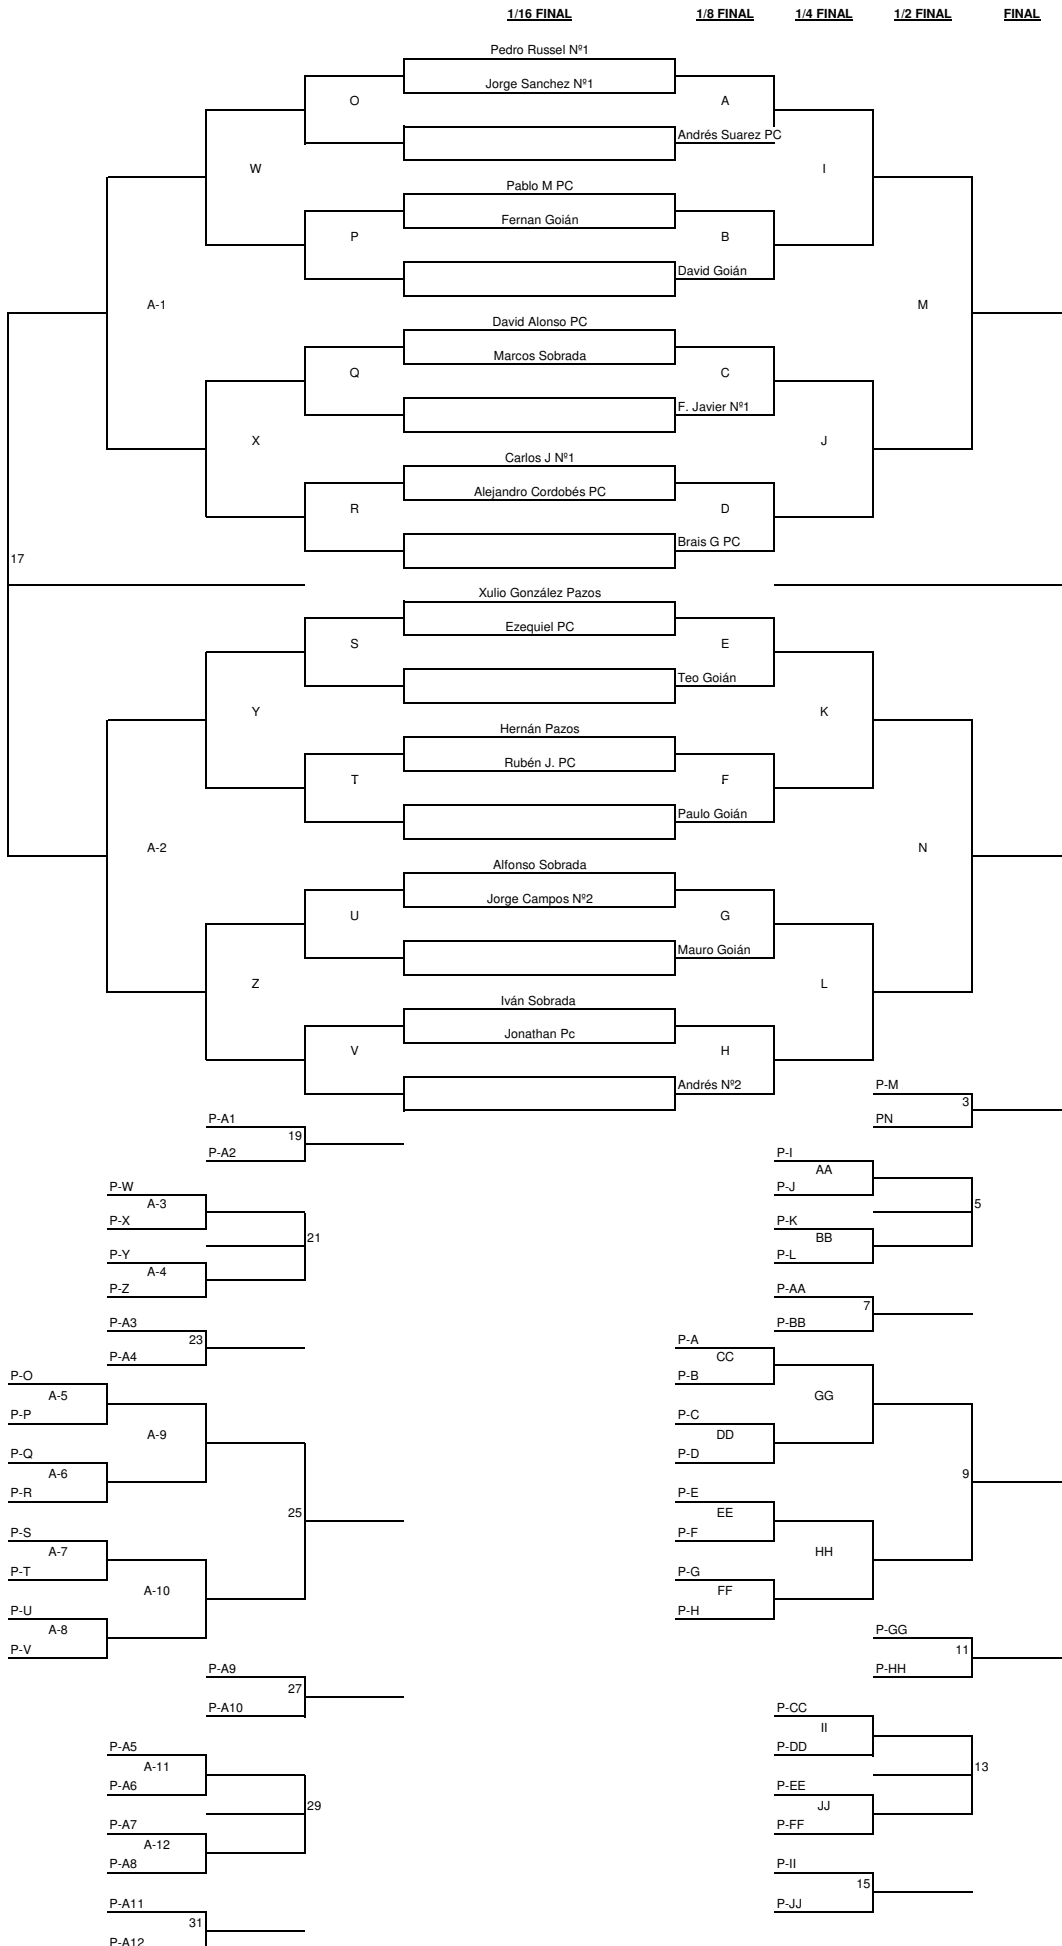 1/16 FINAL 1/8 FINAL 1/4 FINAL 1/2 FINAL FINAL
Pedro Russel Nº1
Jorge Sanchez Nº1
O A
Andrés Suarez PC
W I
Pablo M PC
Fernan Goián
P B
David Goián
A-1 M
David Alonso PC
Marcos Sobrada
Q C
F. Javier Nº1
X J
Carlos J Nº1
Alejandro Cordobés PC
R D
Brais G PC
17
Xulio González Pazos
Ezequiel PC
S E
Teo Goián
Y K
Hernán Pazos
Rubén J. PC
T F
Paulo Goián
A-2 N
Alfonso Sobrada
Jorge Campos Nº2
U G
Mauro Goián
Z L
Iván Sobrada
Jonathan Pc
V H
Andrés Nº2
P-M
3
PN
P-A1
19
P-A2
P-I
AA
P-J
5
P-K
BB
P-L
P-W
A-3
P-X
21
P-Y
A-4
P-Z
P-AA
7
P-BB
P-A3
23
P-A4
P-A
CC
P-B
GG
P-C
DD
P-D
9
P-E
EE
P-F
HH
P-G
FF
P-H
P-O
A-5
P-P
A-9
P-Q
A-6
P-R
25
P-S
A-7
P-T
A-10
P-U
A-8
P-V
P-GG
11
P-HH
P-A9
27
P-A10
P-CC
II
P-DD
13
P-EE
JJ
P-FF
P-A5
A-11
P-A6
29
P-A7
A-12
P-A8
P-II
15
P-JJ
P-A11
31
P-A12